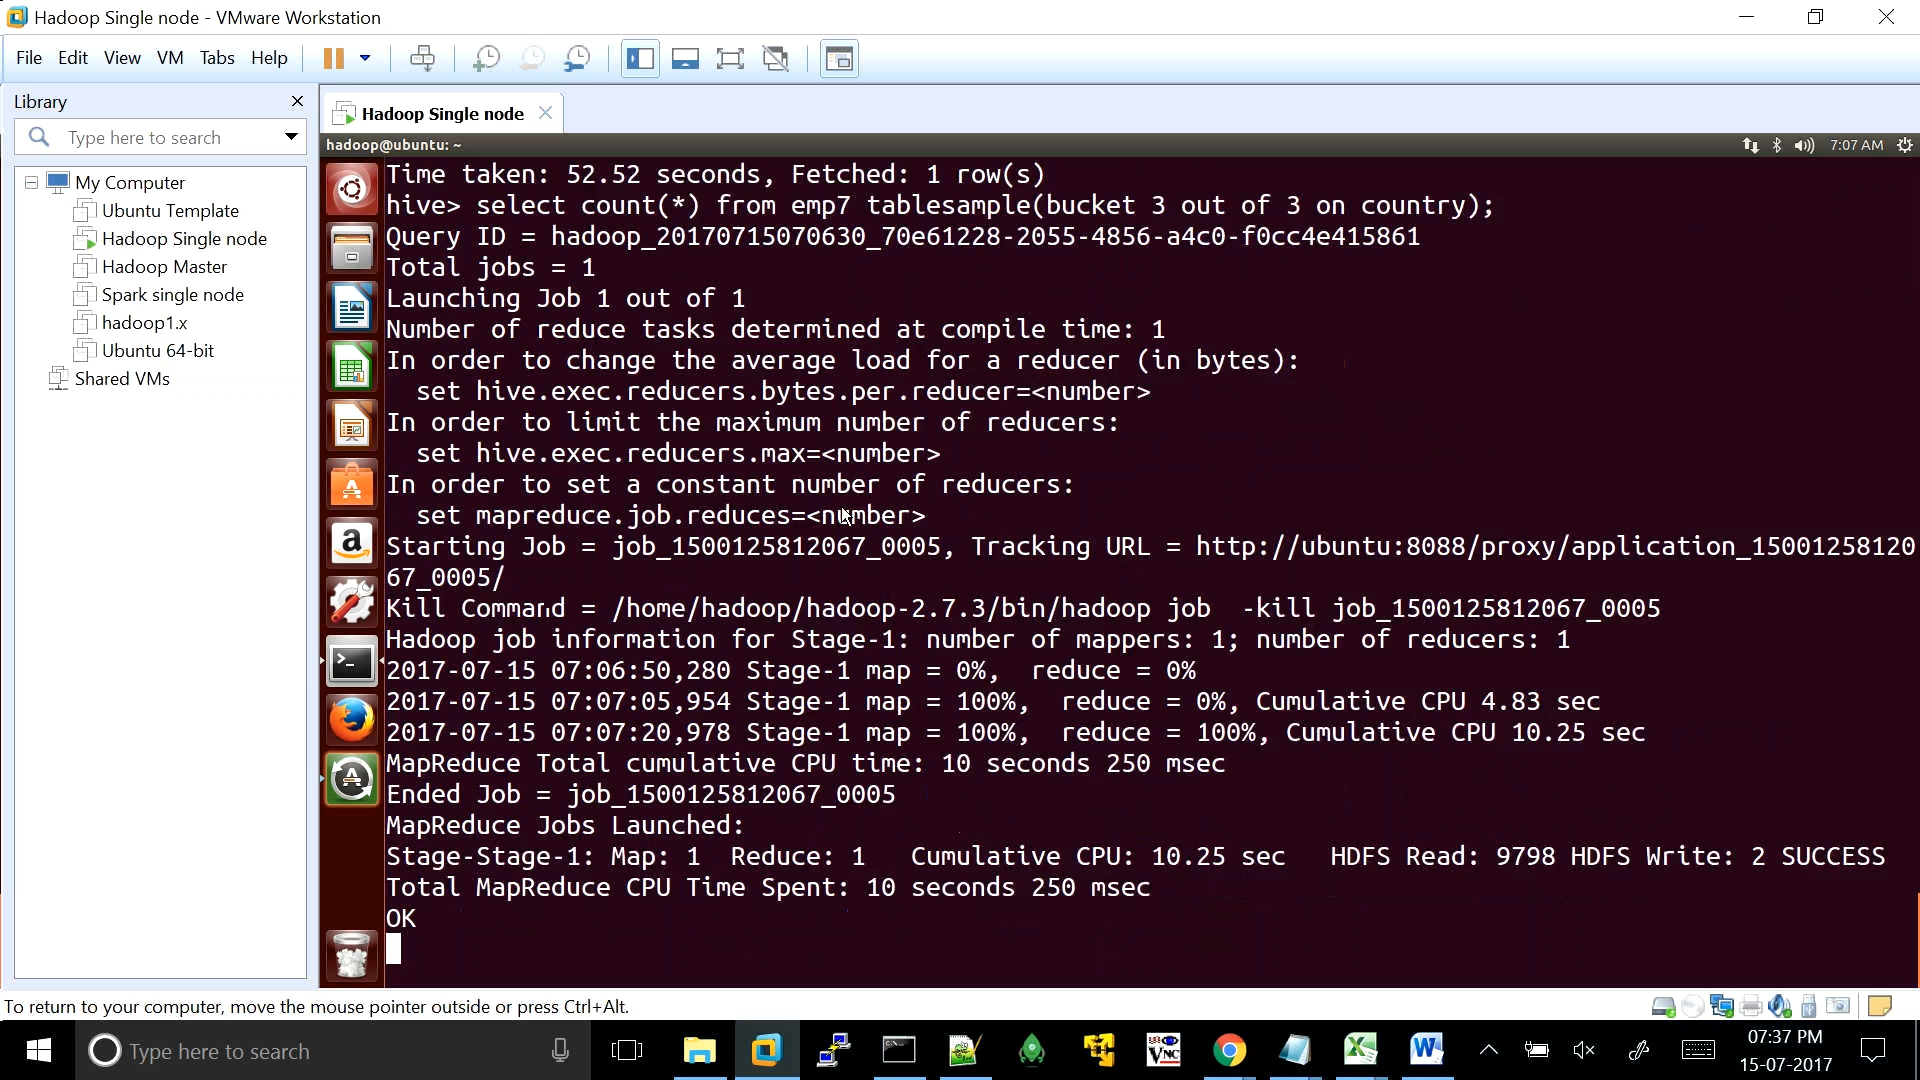 Hadoop Single node - VMware Workstation
File Edit View VM Tabs Help
Library
Type here to search
My Computer
Ubuntu Template
Hadoop Single node
Hadoop Master
Spark single node
hadoop1.x
Ubuntu 64-bit
Shared VMs
Hadoop Single node
hadoop@ubuntu: ~
7:07 AM
Time taken: 52.52 seconds, Fetched: 1 row(s)
hive> select count(*) from emp7 tablesample(bucket 3 out of 3 on country);
Query ID = hadoop_20170715070630_70e61228-2055-4856-a4c0-f0cc4e415861
Total jobs = 1
Launching Job 1 out of 1
Number of reduce tasks determined at compile time: 1
In order to change the average load for a reducer (in bytes):
  set hive.exec.reducers.bytes.per.reducer=<number>
In order to limit the maximum number of reducers:
  set hive.exec.reducers.max=<number>
In order to set a constant number of reducers:
  set mapreduce.job.reduces=<number>
Starting Job = job_1500125812067_0005, Tracking URL = http://ubuntu:8088/proxy/application_15001258120
67_0005/
Kill Command = /home/hadoop/hadoop-2.7.3/bin/hadoop job  -kill job_1500125812067_0005
Hadoop job information for Stage-1: number of mappers: 1; number of reducers: 1
2017-07-15 07:06:50,280 Stage-1 map = 0%,  reduce = 0%
2017-07-15 07:07:05,954 Stage-1 map = 100%,  reduce = 0%, Cumulative CPU 4.83 sec
2017-07-15 07:07:20,978 Stage-1 map = 100%,  reduce = 100%, Cumulative CPU 10.25 sec
MapReduce Total cumulative CPU time: 10 seconds 250 msec
Ended Job = job_1500125812067_0005
MapReduce Jobs Launched:
Stage-Stage-1: Map: 1  Reduce: 1   Cumulative CPU: 10.25 sec   HDFS Read: 9798 HDFS Write: 2 SUCCESS
Total MapReduce CPU Time Spent: 10 seconds 250 msec
OK
To return to your computer, move the mouse pointer outside or press Ctrl+Alt.
Type here to search
VNC
07:37 PM
15-07-2017